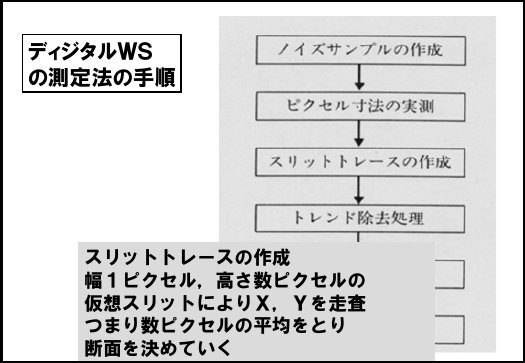 ディジタルWS
の測定法の手順
ノイズサンプルの作成
ピクセル寸法の実測
スリットトレースの作成
トレンド除去処理
スリットトレースの作成
幅１ピクセル，高さ数ピクセルの
仮想スリットによりＸ，Ｙを走査
つまり数ピクセルの平均をとり
断面を決めていく